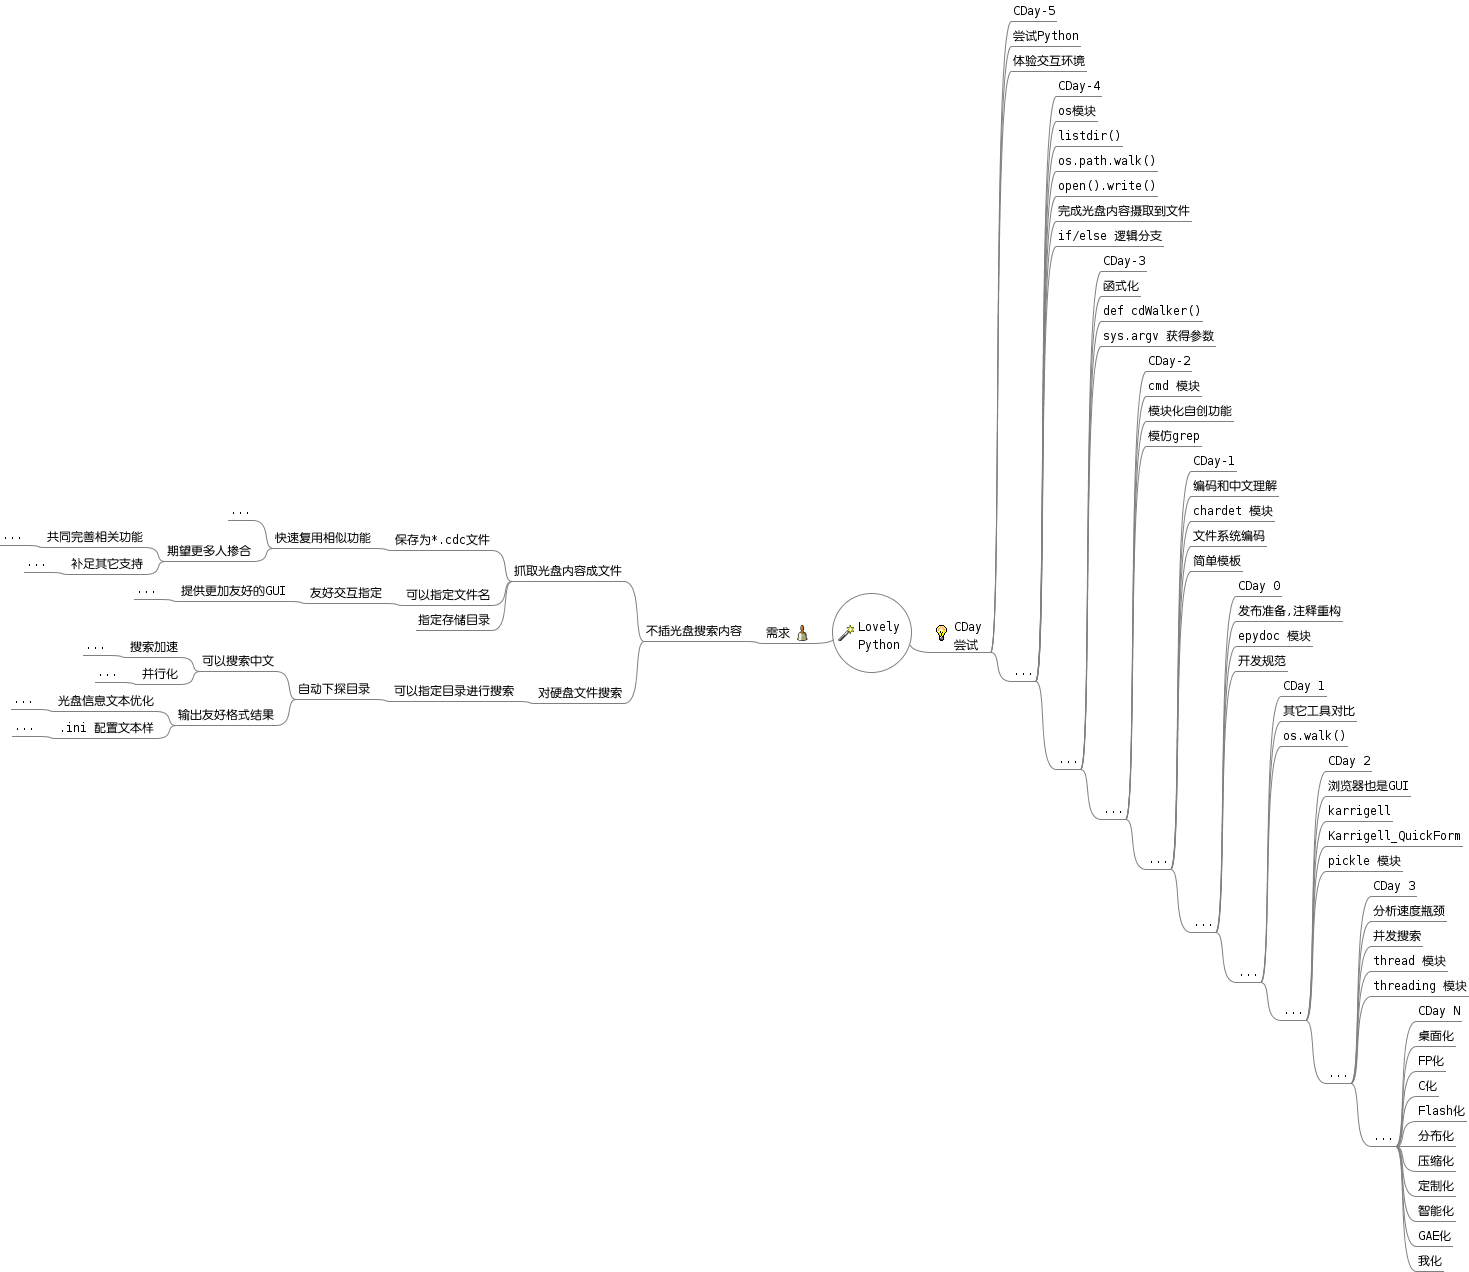 Lovely
Python
需求
不插光盘搜索内容
抓取光盘内容成文件
保存为*.cdc文件
快速复用相似功能
...
期望更多人掺合
共同完善相关功能
...
补足其它支持
...
可以指定文件名
友好交互指定
提供更加友好的GUI
...
指定存储目录
对硬盘文件搜索
可以指定目录进行搜索
自动下探目录
可以搜索中文
搜索加速
...
并行化
...
输出友好格式结果
光盘信息文本优化
...
.ini 配置文本样
...
CDay
尝试
CDay-5
尝试Python
体验交互环境
...
CDay-4
os模块
listdir()
os.path.walk()
open().write()
完成光盘内容摄取到文件
if/else 逻辑分支
...
CDay-3
函式化
def cdWalker()
sys.argv 获得参数
...
CDay-2
cmd 模块
模块化自创功能
模仿grep
...
CDay-1
编码和中文理解
chardet 模块
文件系统编码
简单模板
...
CDay 0
发布准备,注释重构
epydoc 模块
开发规范
...
CDay 1
其它工具对比
os.walk()
...
CDay 2
浏览器也是GUI
karrigell
Karrigell_QuickForm
pickle 模块
...
CDay 3
分析速度瓶颈
并发搜索
thread 模块
threading 模块
...
CDay N
桌面化
FP化
C化
Flash化
分布化
压缩化
定制化
智能化
GAE化
我化